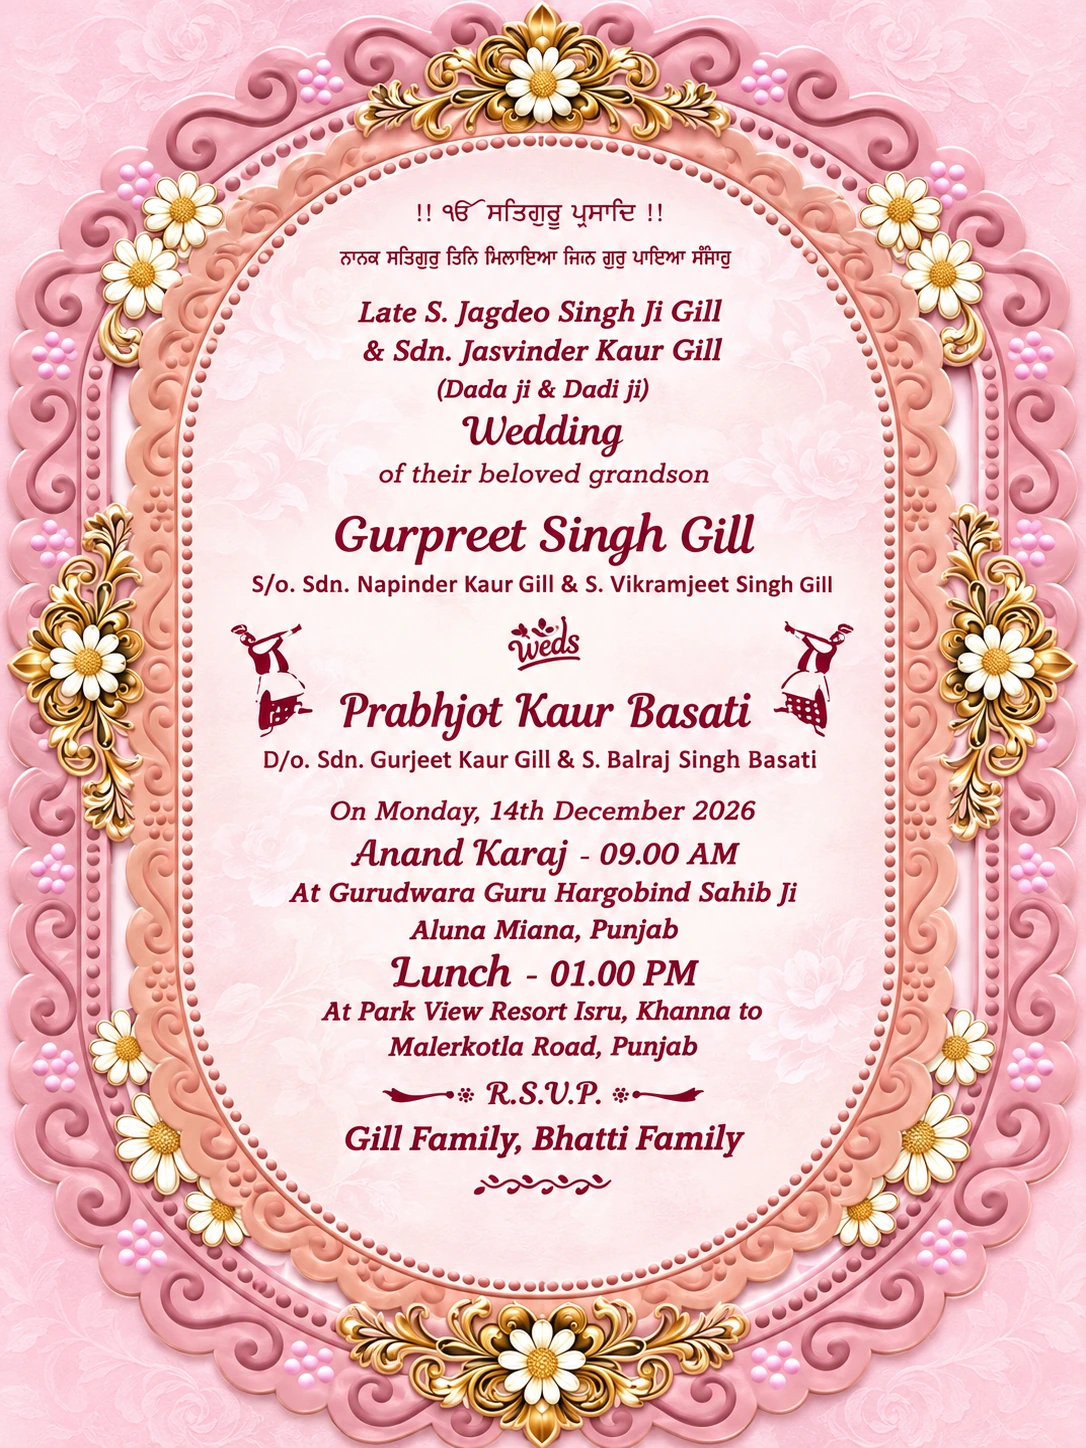 !! ੴ ਸਤਿਗੁਰੂ ਪ੍ਰਸਾਦਿ !!
ਨਾਨਕ ਸਤਿਗੁਰੁ ਤਿਨਿ ਮਿਲਾਇਆ ਗੁਰੁ ਪਾਇਆ
Late S. Jagdeo Singh Ji Gill
& Sdn. Jasvinder Kaur Gill
(Dada ji & Dadi ji)
Wedding
of their beloved grandson
Gurpreet Singh Gill
S/o. Sdn. Napinder Kaur Gill & S. Vikramjeet Singh Gill
Weds
Prabhjot Kaur Basati
D/o. Sdn. Gurjeet Kaur Gill & S. Balraj Singh Basati
On Monday, 14th December 2026
Anand Karaj - 09.00 AM
At Gurudwara Guru Hargobind Sahib Ji
Aluna Miana, Punjab
Lunch - 01.00 PM
At Park View Resort Isru, Khanna to
Malerkotla Road, Punjab
R.S.V.P.
Gill Family, Bhatti Family